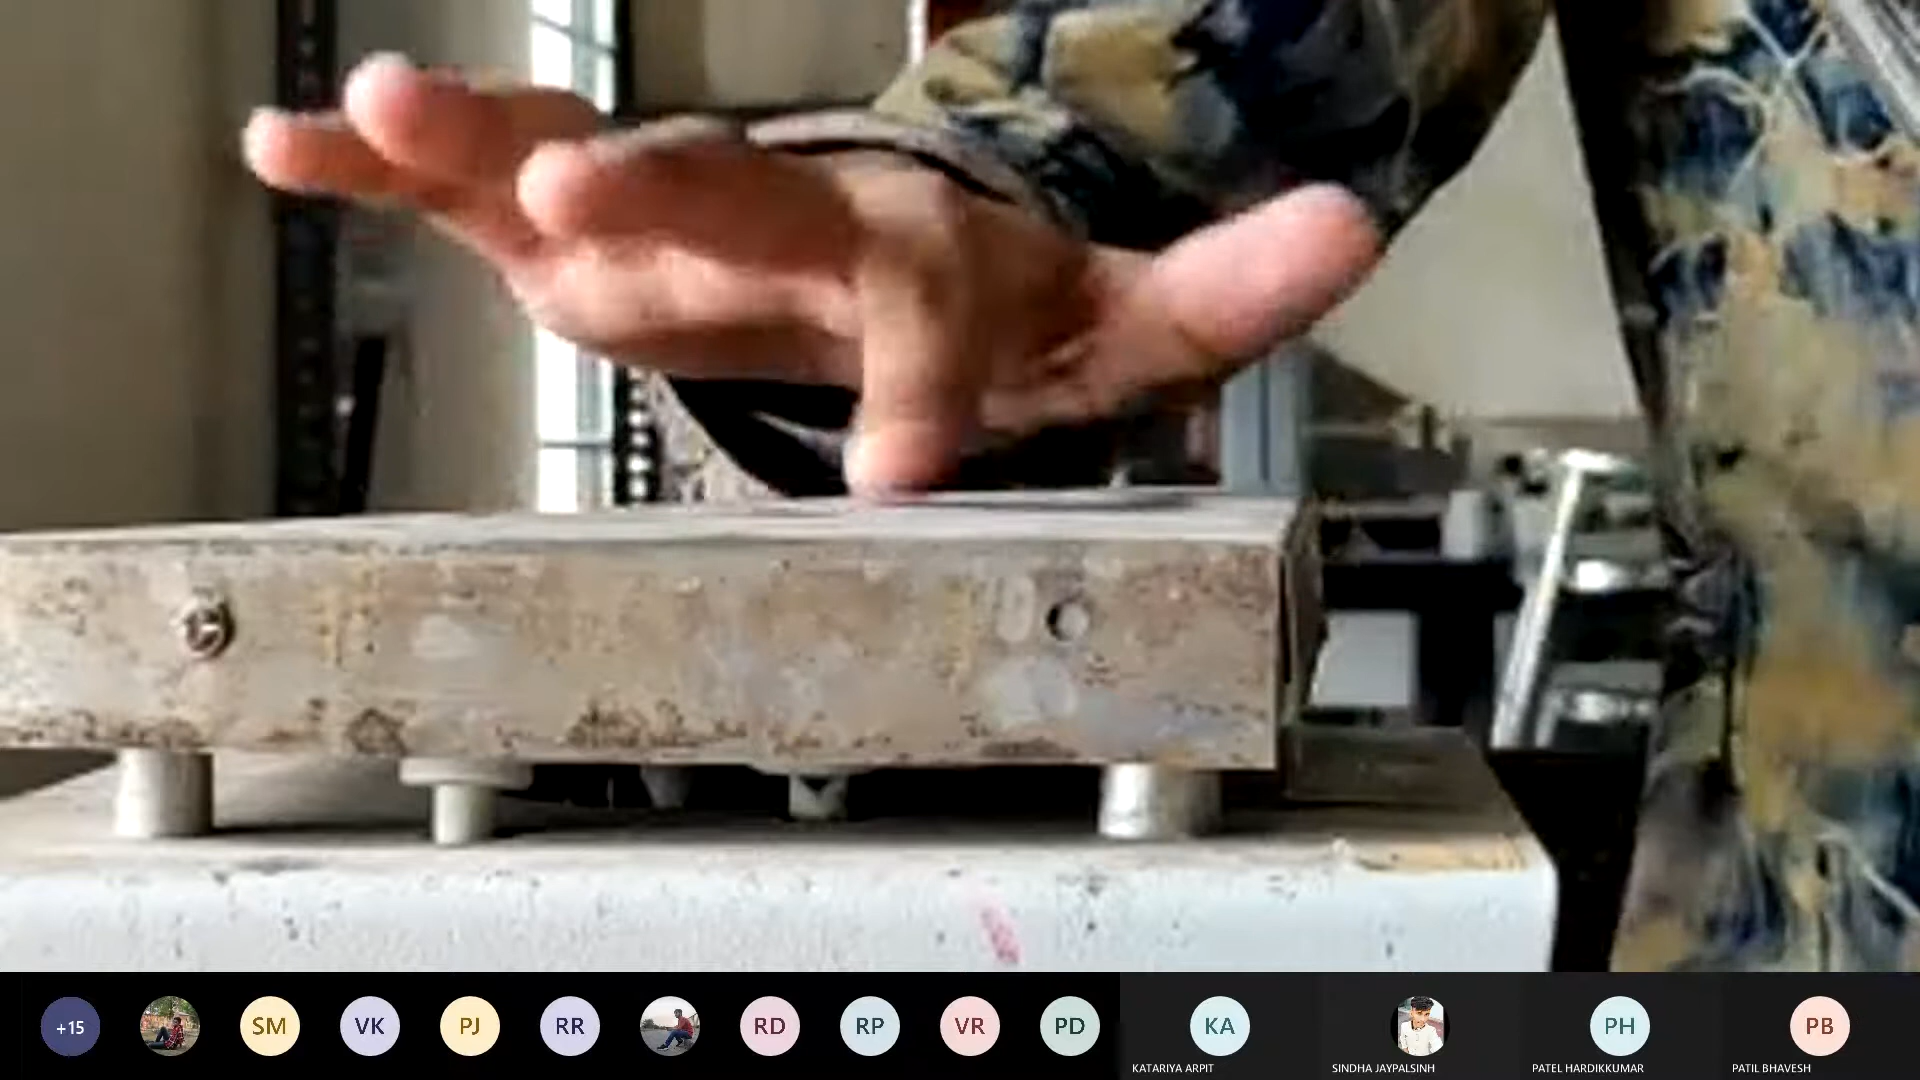 +15
SM
VK
PJ
RR
RD
RP
VR
PD
KA
PH
PB
KATARIYA ARPIT
SINDHA JAYPALSINH
PATEL HARDIKKUMAR
PATIL BHAVESH